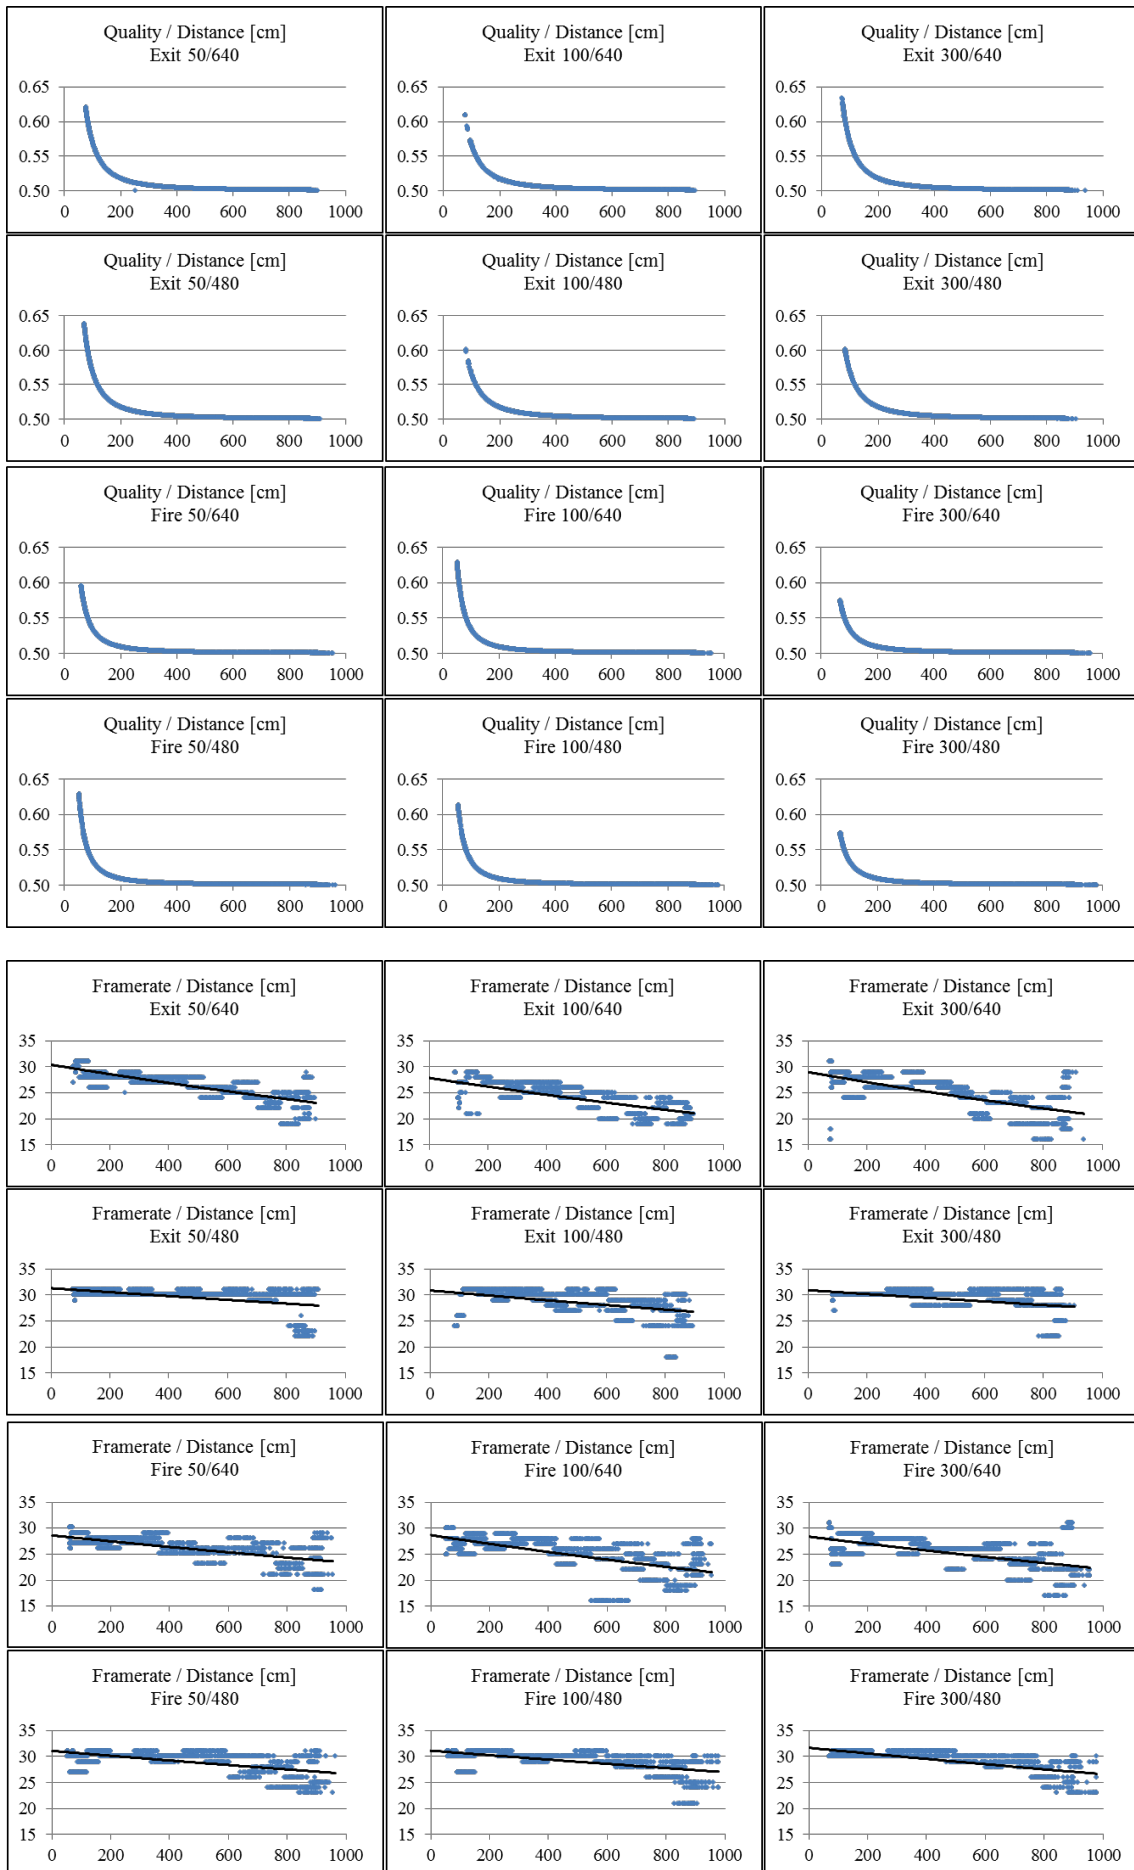 Quality / Distance [cm]
Exit 50/640
0.65
0.60
0.55
0.50
0 200 400 600 800 1000
Quality / Distance [cm]
Exit 100/640
0.65
0.60
0.55
0.50
0 200 400 600 800 1000
Quality / Distance [cm]
Exit 300/640
0.65
0.60
0.55
0.50
0 200 400 600 800 1000
Quality / Distance [cm]
Exit 50/480
0.65
0.60
0.55
0.50
0 200 400 600 800 1000
Quality / Distance [cm]
Exit 100/480
0.65
0.60
0.55
0.50
0 200 400 600 800 1000
Quality / Distance [cm]
Exit 300/480
0.65
0.60
0.55
0.50
0 200 400 600 800 1000
Quality / Distance [cm]
Fire 50/640
0.65
0.60
0.55
0.50
0 200 400 600 800 1000
Quality / Distance [cm]
Fire 100/640
0.65
0.60
0.55
0.50
0 200 400 600 800 1000
Quality / Distance [cm]
Fire 300/640
0.65
0.60
0.55
0.50
0 200 400 600 800 1000
Quality / Distance [cm]
Fire 50/480
0.65
0.60
0.55
0.50
0 200 400 600 800 1000
Quality / Distance [cm]
Fire 100/480
0.65
0.60
0.55
0.50
0 200 400 600 800 1000
Quality / Distance [cm]
Fire 300/480
0.65
0.60
0.55
0.50
0 200 400 600 800 1000
Framerate / Distance [cm]
Exit 50/640
35
30
25
20
15
0 200 400 600 800 1000
Framerate / Distance [cm]
Exit 100/640
35
30
25
20
15
0 200 400 600 800 1000
Framerate / Distance [cm]
Exit 300/640
35
30
25
20
15
0 200 400 600 800 1000
Framerate / Distance [cm]
Exit 50/480
35
30
25
20
15
0 200 400 600 800 1000
Framerate / Distance [cm]
Exit 100/480
35
30
25
20
15
0 200 400 600 800 1000
Framerate / Distance [cm]
Exit 300/480
35
30
25
20
15
0 200 400 600 800 1000
Framerate / Distance [cm]
Fire 50/640
35
30
25
20
15
0 200 400 600 800 1000
Framerate / Distance [cm]
Fire 100/640
35
30
25
20
15
0 200 400 600 800 1000
Framerate / Distance [cm]
Fire 300/640
35
30
25
20
15
0 200 400 600 800 1000
Framerate / Distance [cm]
Fire 50/480
35
30
25
20
15
0 200 400 600 800 1000
Framerate / Distance [cm]
Fire 100/480
35
30
25
20
15
0 200 400 600 800 1000
Framerate / Distance [cm]
Fire 300/480
35
30
25
20
15
0 200 400 600 800 1000